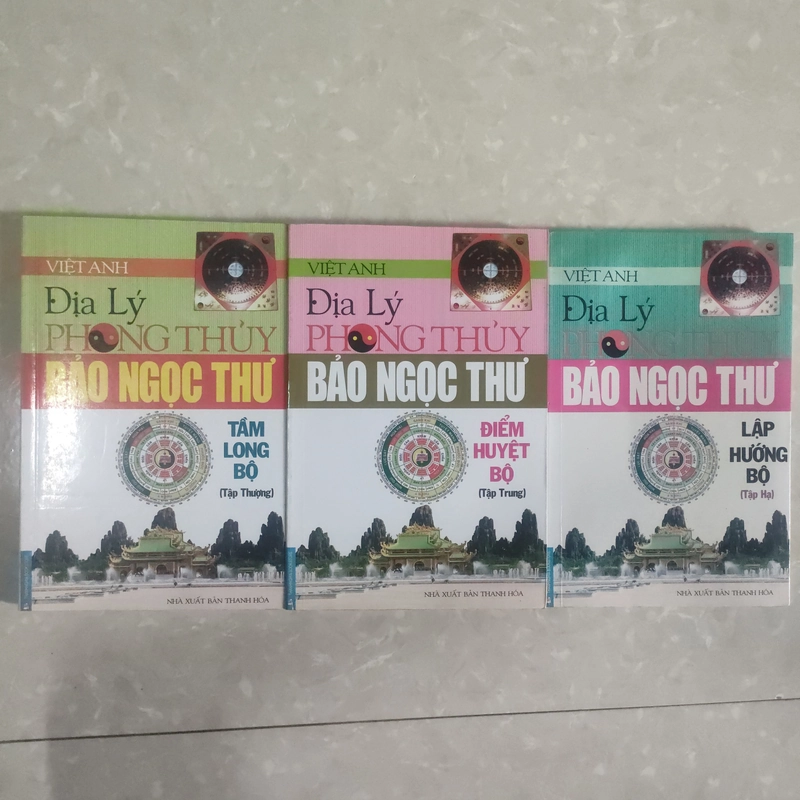 VIỆT ANH
Địa Lý
PHONG THỦY
BẢO NGỌC THƯ
TẦM
LONG
BỘ
(Tập Thượng)
NHÀ XUẤT BẢN THANH HÓA
VIỆT ANH
Địa Lý
PHONG THỦY
BẢO NGỌC THƯ
ĐIỂM
HUYỆT
BỘ
(Tập Trung)
NHÀ XUẤT BẢN THANH HÓA
VIỆT ANH
Địa Lý
PHONG THỦY
BẢO NGỌC THƯ
LẬP
HƯỚNG
BỘ
(Tập Hạ)
NHÀ XUẤT BẢN THANH HÓA